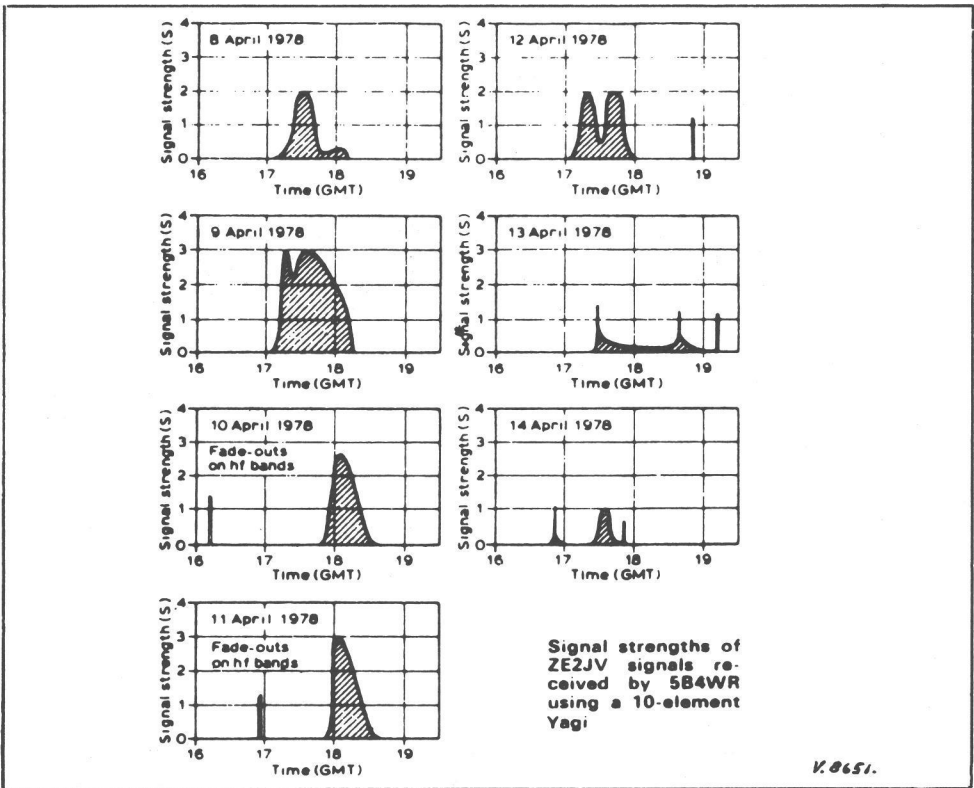 8 April 1978
Signal strength (S)
4
3
2
1
0
16 17 18 19
Time (GMT)
9 April 1978
Signal strength (S)
4
3
2
1
0
16 17 18 19
Time (GMT)
10 April 1978
Fade-outs
on hf bands
Signal strength (S)
4
3
2
1
0
16 17 18 19
Time (GMT)
11 April 1978
Fade-outs
on hf bands
Signal strength (S)
4
3
2
1
0
16 17 18 19
Time (GMT)
12 April 1978
Signal strength (S)
4
3
2
1
0
16 17 18 19
Time (GMT)
13 April 1978
Signal strength (S)
4
3
2
1
0
16 17 18 19
Time (GMT)
14 April 1978
Signal strength (S)
4
3
2
1
0
16 17 18 19
Time (GMT)
Signal strengths of
ZE2JV signals re-
ceived by 5B4WR
using a 10-element
Yagi
V.8651.